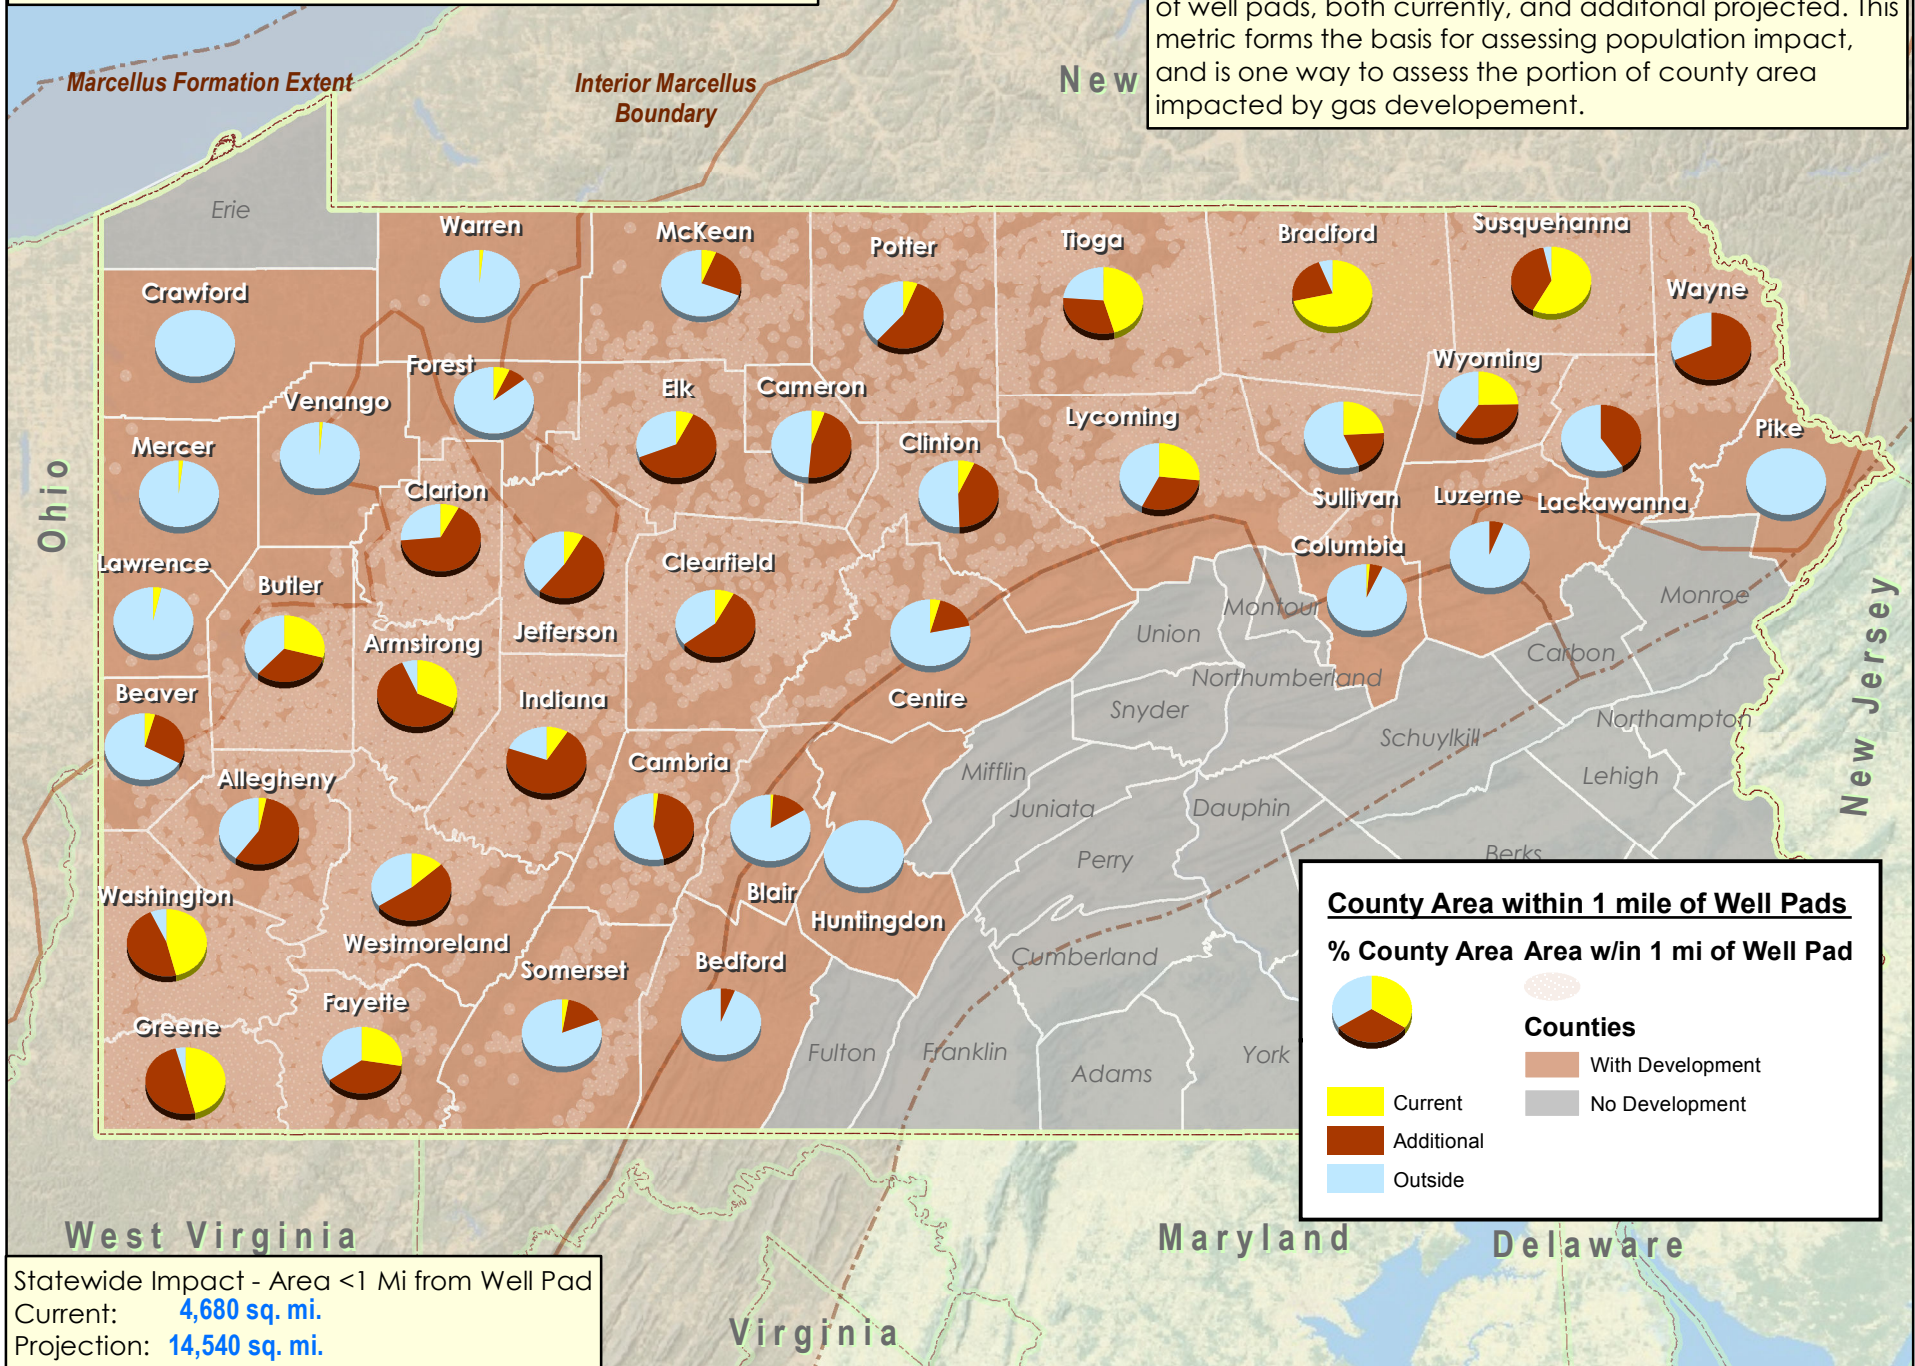 of well pads, both currently, and additonal projected. This
metric forms the basis for assessing population impact,
and is one way to assess the portion of county area
impacted by gas developement.
Marcellus Formation Extent
Interior Marcellus
Boundary
New
Erie
Warren
McKean
Potter
Tioga
Bradford
Susquehanna
Crawford
Wayne
Forest
Venango
Elk
Cameron
Wyoming
Lycoming
Mercer
Clarion
Clinton
Pike
Sullivan
Luzerne
Lackawanna
Ohio
Lawrence
Butler
Clearfield
Columbia
Jefferson
Armstrong
Montour
Monroe
Union
Carbon
New Jersey
Beaver
Indiana
Centre
Northumberland
Snyder
Northampton
Schuylkill
Allegheny
Cambria
Mifflin
Lehigh
Juniata
Dauphin
Perry
Berks
Washington
Blair
Huntingdon
Westmoreland
Somerset
Bedford
Cumberland
Fayette
Greene
Fulton
Franklin
Adams
York
County Area within 1 mile of Well Pads
% County Area
Area w/in 1 mi of Well Pad
Counties
With Development
No Development
Current
Additional
Outside
West Virginia
Maryland
Delaware
Virginia
Statewide Impact - Area <1 Mi from Well Pad
Current: 4,680 sq. mi.
Projection: 14,540 sq. mi.